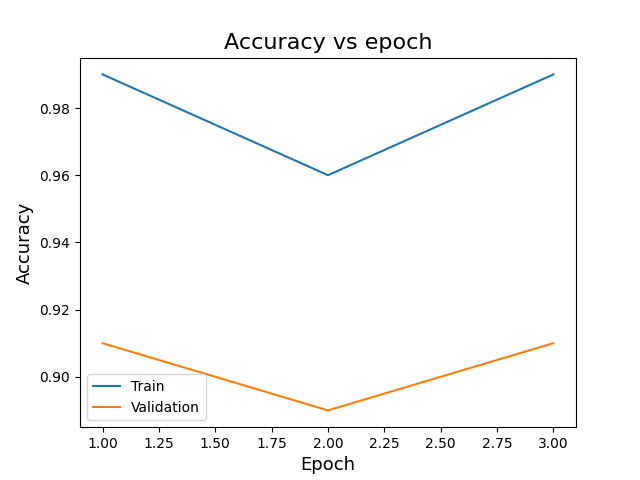 Accuracy vs epoch
Accuracy
0.98
0.96
0.94
0.92
0.90
Train
Validation
1.00 1.25 1.50 1.75 2.00 2.25 2.50 2.75 3.00
Epoch